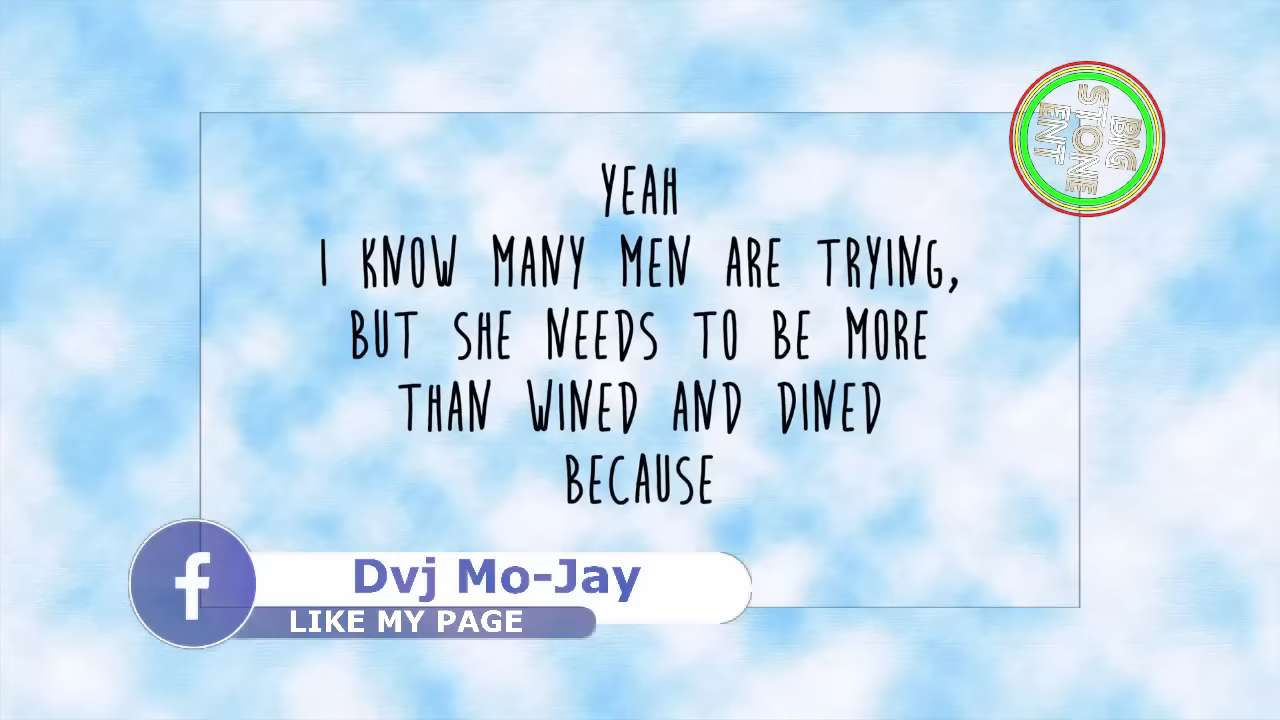 YEAH
I KNOW MANY MEN ARE TRYING,
BUT SHE NEEDS TO BE MORE
THAN WINED AND DINED
BECAUSE
BIG
STONE
ENT
f
Dvj Mo-Jay
LIKE MY PAGE